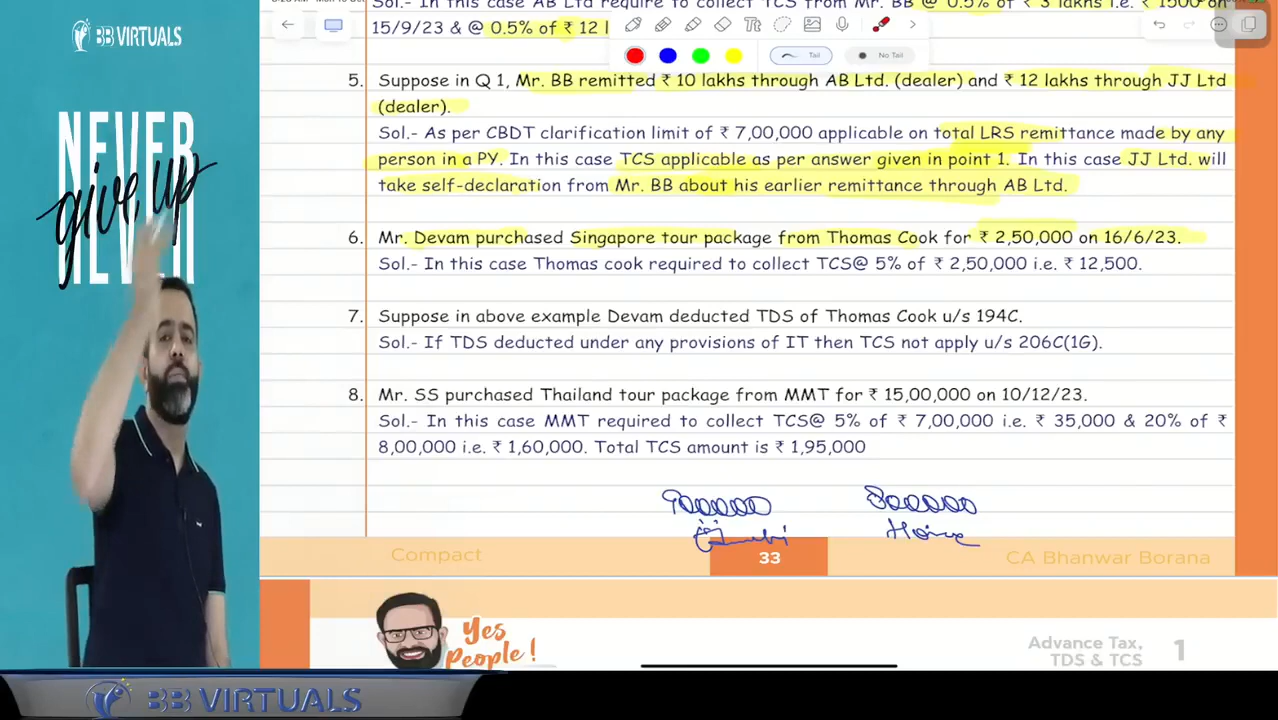 Sol.- In this case AB Ltd require to collect TCS from Mr. BB @ 0.5% of ₹ 3 lakhs i.e. ₹ 1500 on
15/9/23 & @ 0.5% of ₹ 12 l
BB VIRTUALS
Tail
No Tail
NEVER
give up
NEVER
5. Suppose in Q 1, Mr. BB remitted ₹ 10 lakhs through AB Ltd. (dealer) and ₹ 12 lakhs through JJ Ltd
(dealer).
Sol.- As per CBDT clarification limit of ₹ 7,00,000 applicable on total LRS remittance made by any
person in a PY. In this case TCS applicable as per answer given in point 1. In this case JJ Ltd. will
take self-declaration from Mr. BB about his earlier remittance through AB Ltd.
6. Mr. Devam purchased Singapore tour package from Thomas Cook for ₹ 2,50,000 on 16/6/23.
Sol.- In this case Thomas cook required to collect TCS@ 5% of ₹ 2,50,000 i.e. ₹ 12,500.
7. Suppose in above example Devam deducted TDS of Thomas Cook u/s 194C.
Sol.- If TDS deducted under any provisions of IT then TCS not apply u/s 206C(1G).
8. Mr. SS purchased Thailand tour package from MMT for ₹ 15,00,000 on 10/12/23.
Sol.- In this case MMT required to collect TCS@ 5% of ₹ 7,00,000 i.e. ₹ 35,000 & 20% of ₹
8,00,000 i.e. ₹ 1,60,000. Total TCS amount is ₹ 1,95,000
900000 800000
Compact 33 CA Bhanwar Borana
Yes
People!
Advance Tax,
TDS & TCS 1
BB VIRTUALS